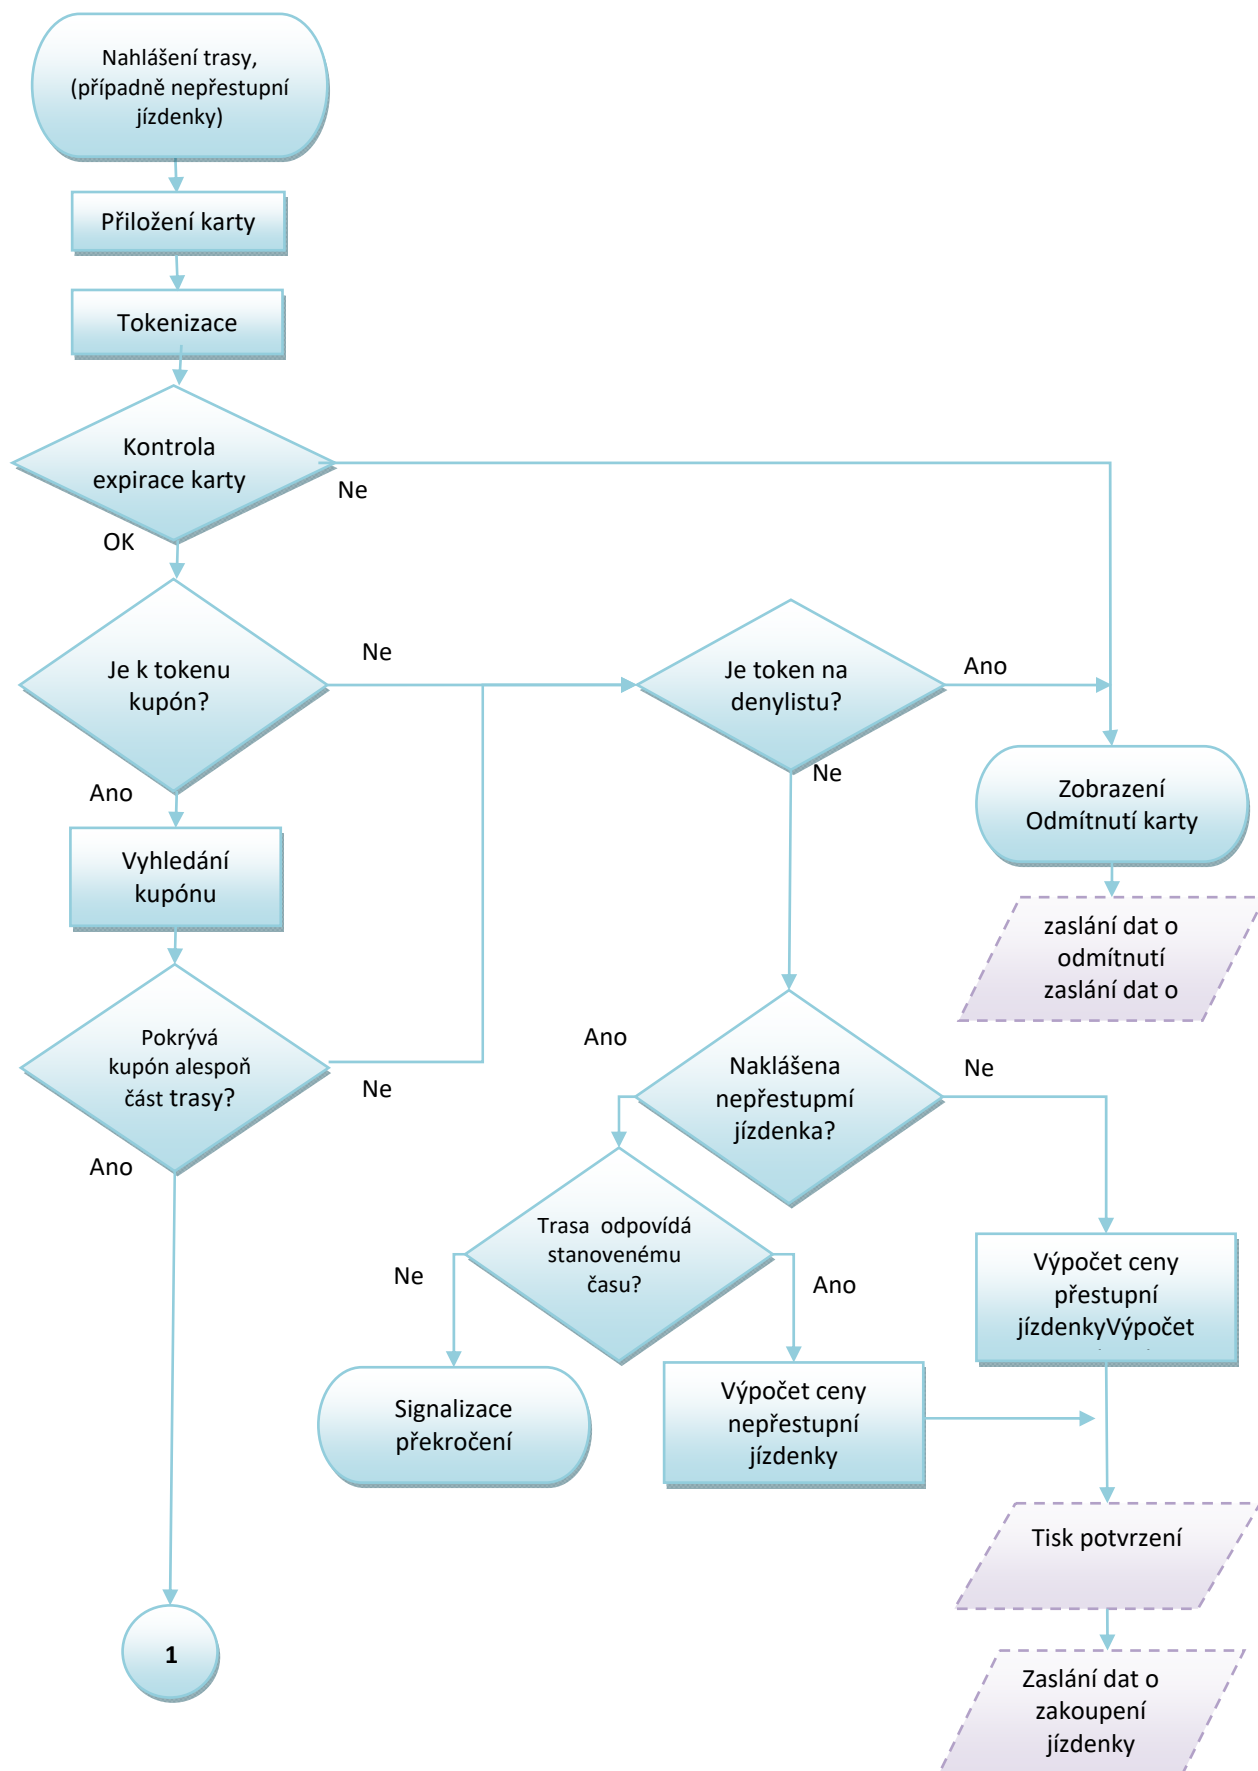 Nahlášení trasy,
(případně nepřestupní
jízdenky)
Přiložení karty
Tokenizace
Kontrola
expirace karty
Ne
OK
Je k tokenu
kupón?
Ne
Je token na
denylistu?
Ano
Ne
Ano
Zobrazení
Odmítnutí karty
Vyhledání
kupónu
zaslání dat o
odmítnutí
zaslání dat o
Pokrývá
kupón alespoň
část trasy?
Ne
Ano
Ano
Naklášena
nepřestupmí
jízdenka?
Ne
Trasa  odpovídá
stanovenému
času?
Ne
Ano
Výpočet ceny
přestupní
jízdenkyVýpočet
Signalizace
překročení
Výpočet ceny
nepřestupní
jízdenky
Tisk potvrzení
1
Zaslání dat o
zakoupení
jízdenky